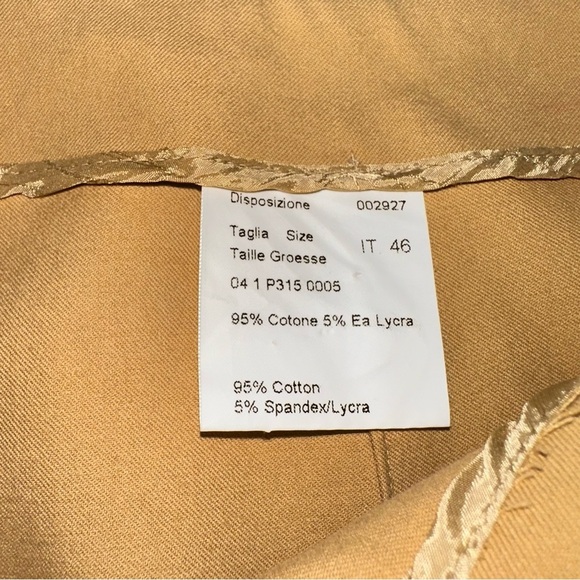 Disposizione 002927
Taglia Size IT. 46
Taille Groesse
04 1 P315 0005
95% Cotone 5% Ea Lycra
95% Cotton
5% Spandex/Lycra